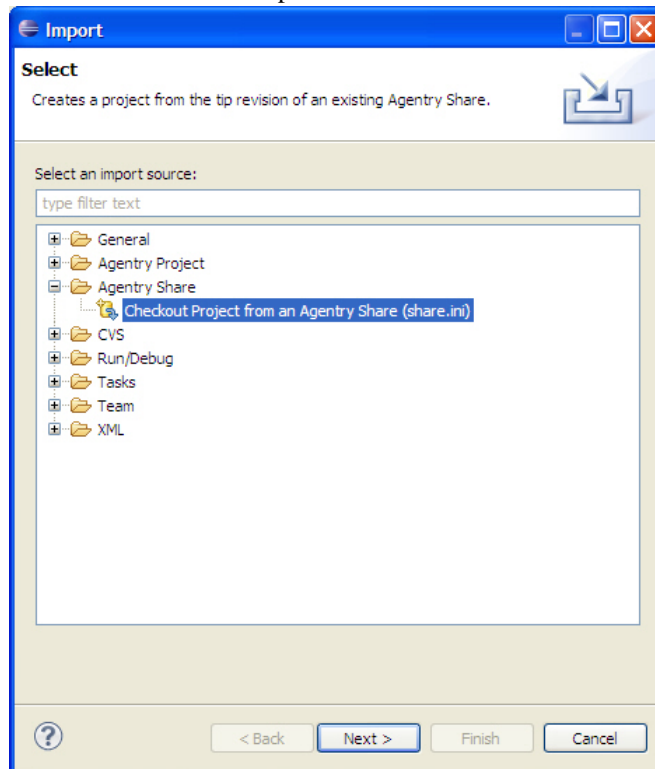 Import
Select
Creates a project from the tip revision of an existing Agentry Share.
Select an import source:
type filter text
General
Agentry Project
Agentry Share
Checkout Project from an Agentry Share (share.ini)
CVS
Run/Debug
Tasks
Team
XML
?
< Back Next > Finish Cancel